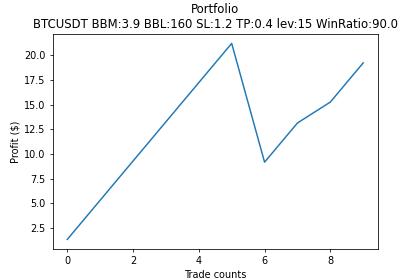 Portfolio
BTCUSDT BBM:3.9 BBL:160 SL:1.2 TP:0.4 lev:15 WinRatio:90.0
20.0
17.5
15.0
12.5
10.0
7.5
5.0
2.5
Profit ($)
0 2 4 6 8
Trade counts